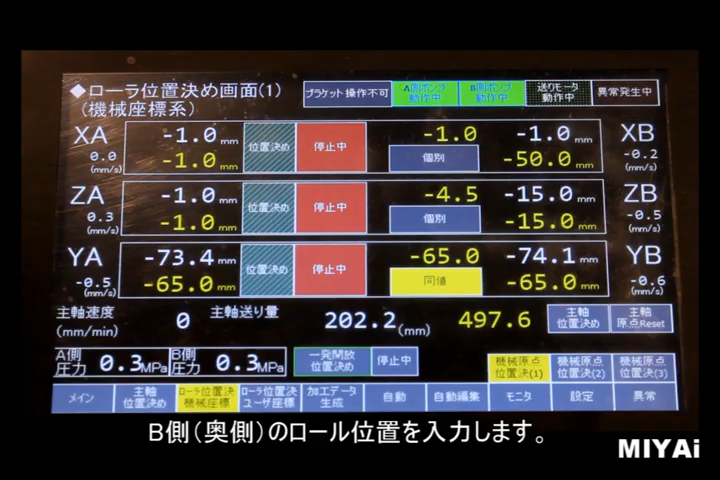 ◆ローラ位置決め画面(1)
(機械座標系)
ブラケット操作不可
A側ポンプ
動作中
B側ポンプ
動作中
送りモータ
動作中
異常発生中
XA
-1.0 mm
位置決め
停止中
-1.0
-1.0 mm
XB
0.0
(mm/s)
-1.0 mm
個別
-50.0 mm
-0.2
(mm/s)
ZA
-1.0 mm
位置決め
停止中
-4.5
-15.0 mm
ZB
0.3
(mm/s)
-1.0 mm
個別
-15.0 mm
-0.5
(mm/s)
YA
-73.4 mm
位置決め
停止中
-65.0
-74.1 mm
YB
-0.5
(mm/s)
-65.0 mm
同値
-65.0 mm
-0.6
(mm/s)
主軸速度
(mm/min)
0
主軸送り量
202.2(mm)
497.6
主軸
位置決め
主軸
原点Reset
A側
圧力
0.3MPa
B側
圧力
0.3MPa
一発開放
位置決め
停止中
機械原点
位置決(1)
機械原点
位置決(2)
機械原点
位置決(3)
メイン
主軸
位置決め
ローラ位置決
機械座標
ローラ位置決
ユーザ座標
加工データ
生成
自動
自動編集
モニタ
設定
異常
B側(奥側)のロール位置を入力します。
MIYAi